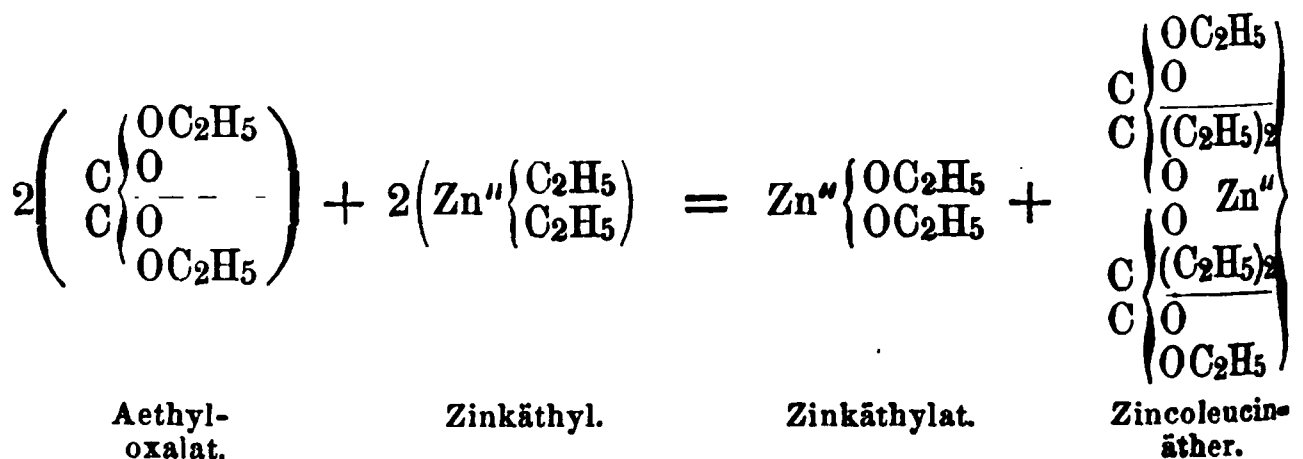 2( C C { OC2H5 O O OC2H5 ) + 2( Zn" { C2H5 C2H5 ) = Zn" { OC2H5 OC2H5 + C C { OC2H5 O (C2H5)2 O Zn" C C { O (C2H5)2 O OC2H5 }
Aethyl- Zinkäthyl. Zinkäthylat. Zincoleucin-
oxalat. äther.